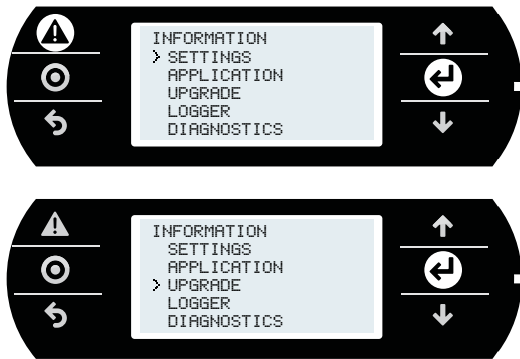 INFORMATION
> SETTINGS
APPLICATION
UPGRADE
LOGGER
DIAGNOSTICS
INFORMATION
SETTINGS
APPLICATION
> UPGRADE
LOGGER
DIAGNOSTICS